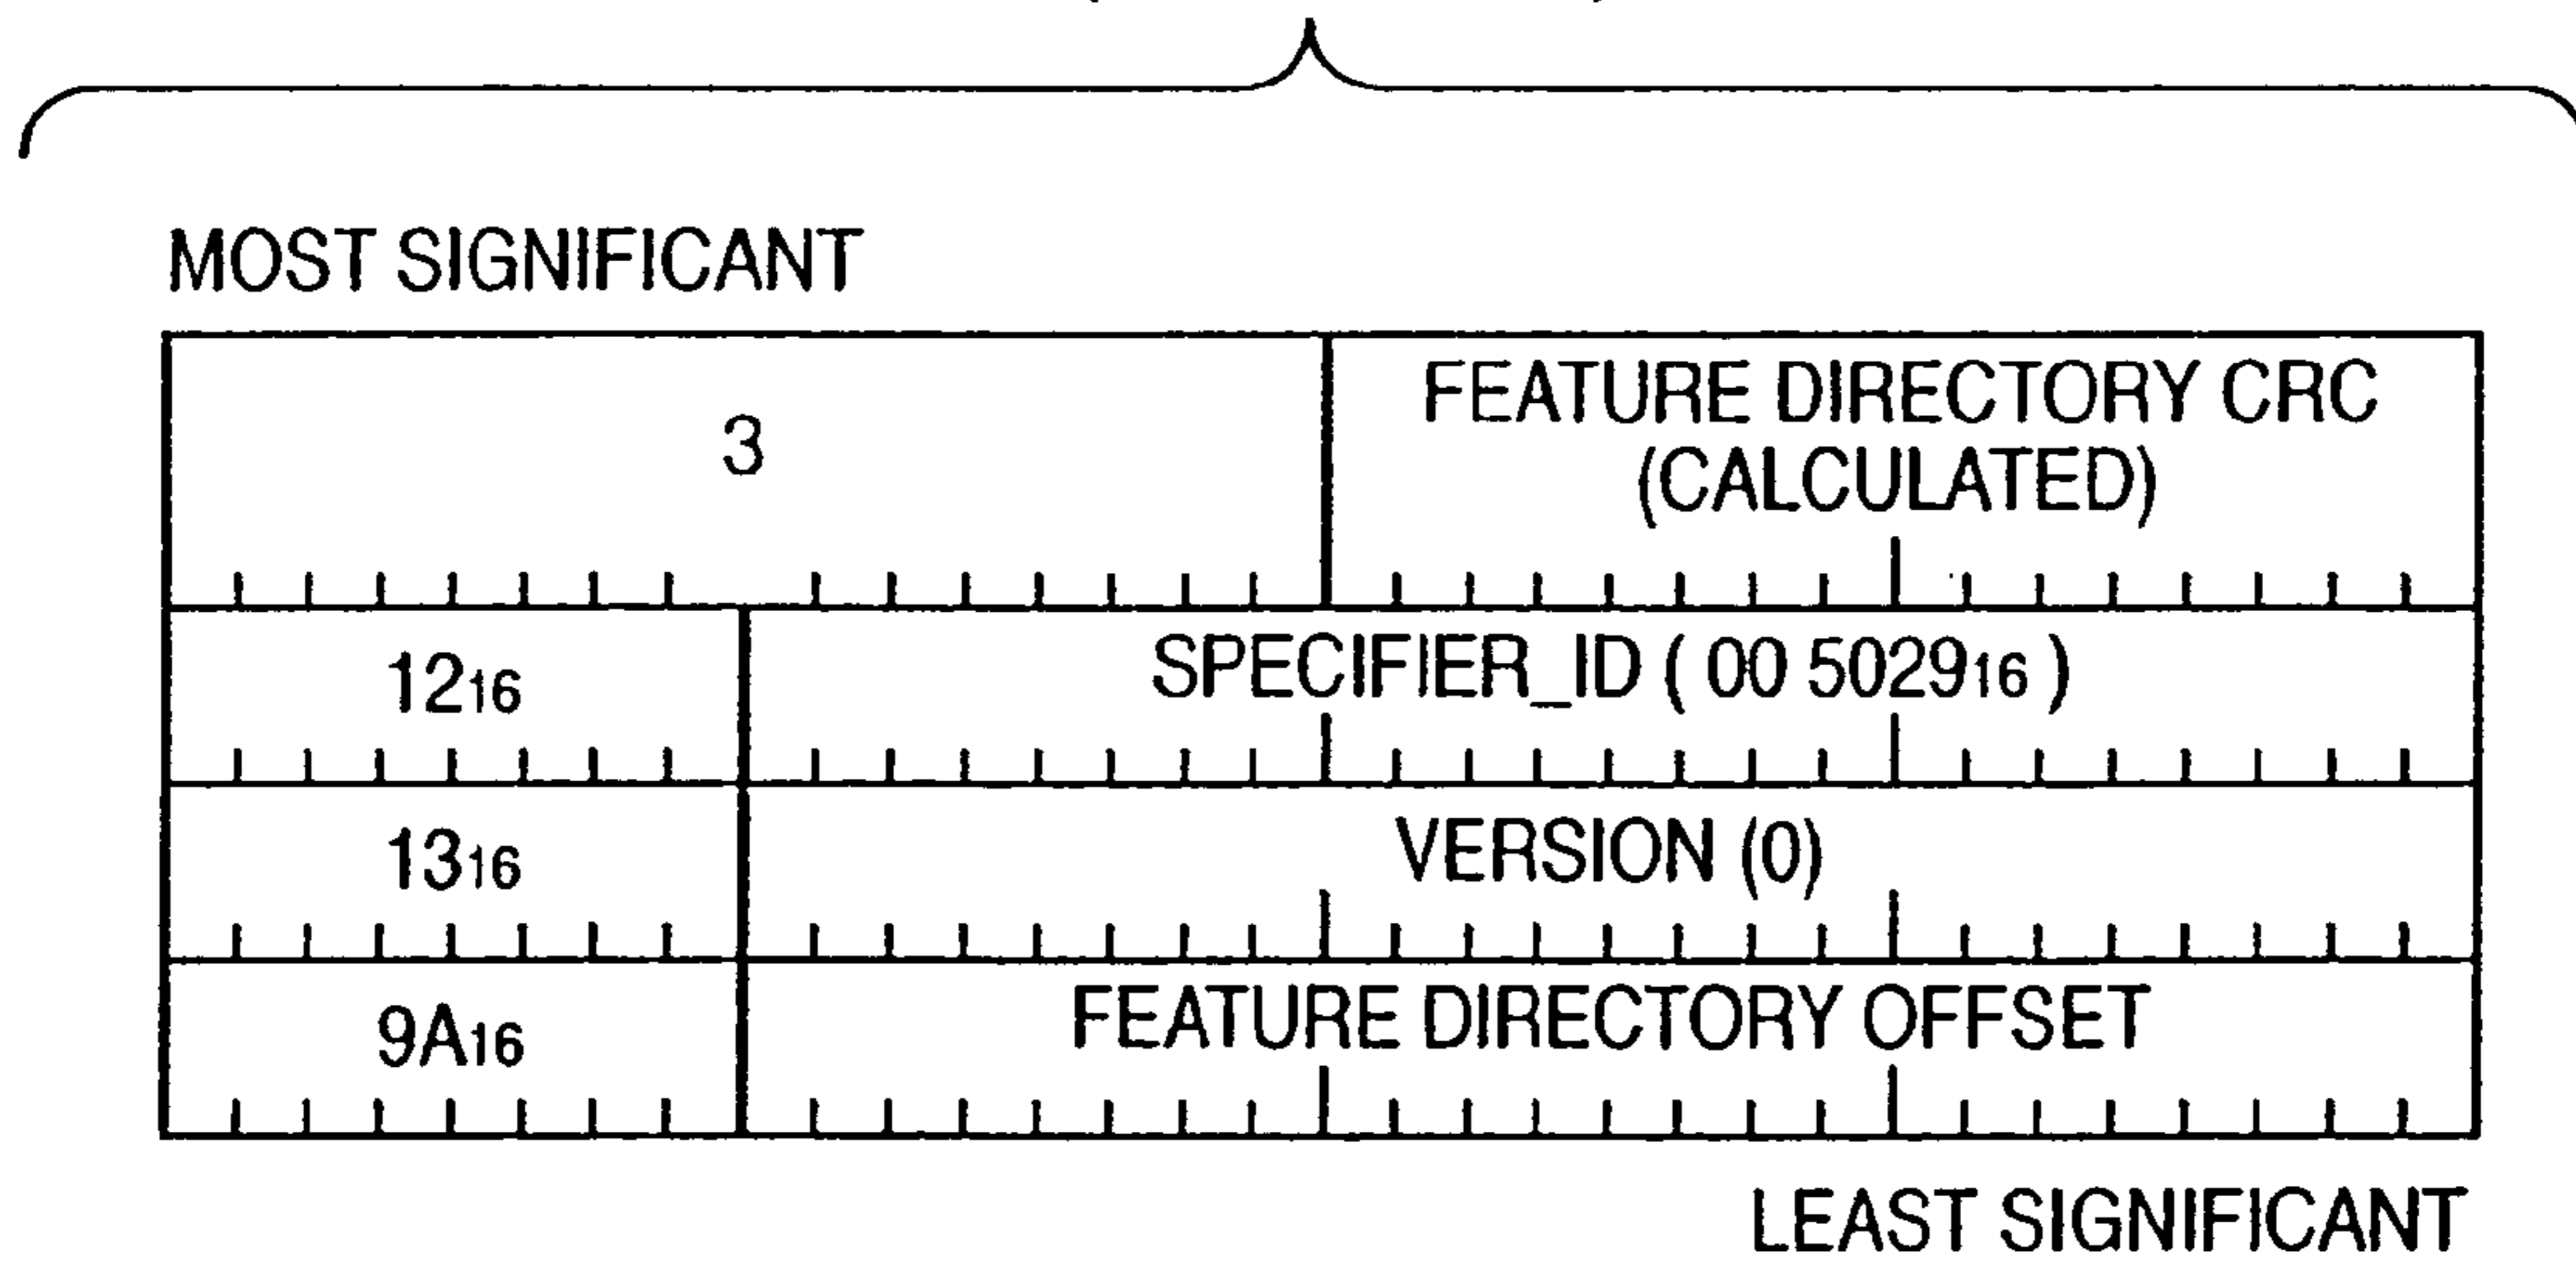 MOST SIGNIFICANT
3
FEATURE DIRECTORY CRC
(CALCULATED)
12₁₆ SPECIFIER_ID ( 00 5029₁₆ )
13₁₆ VERSION (0)
9A₁₆ FEATURE DIRECTORY OFFSET
LEAST SIGNIFICANT